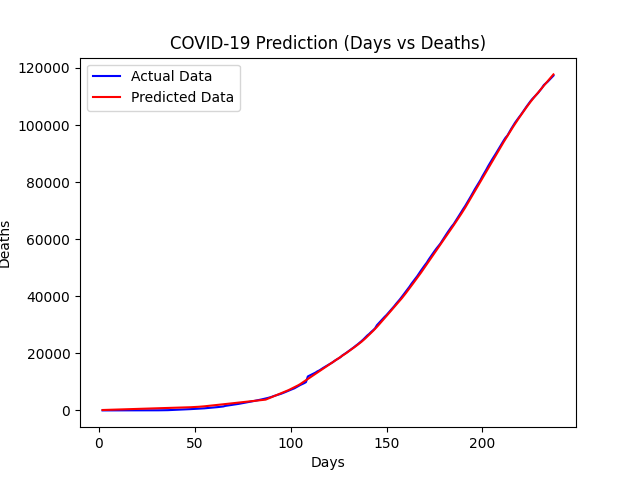 COVID-19 Prediction (Days vs Deaths)
Actual Data
Predicted Data
120000
100000
80000
60000
40000
20000
0
Deaths
0 50 100 150 200
Days